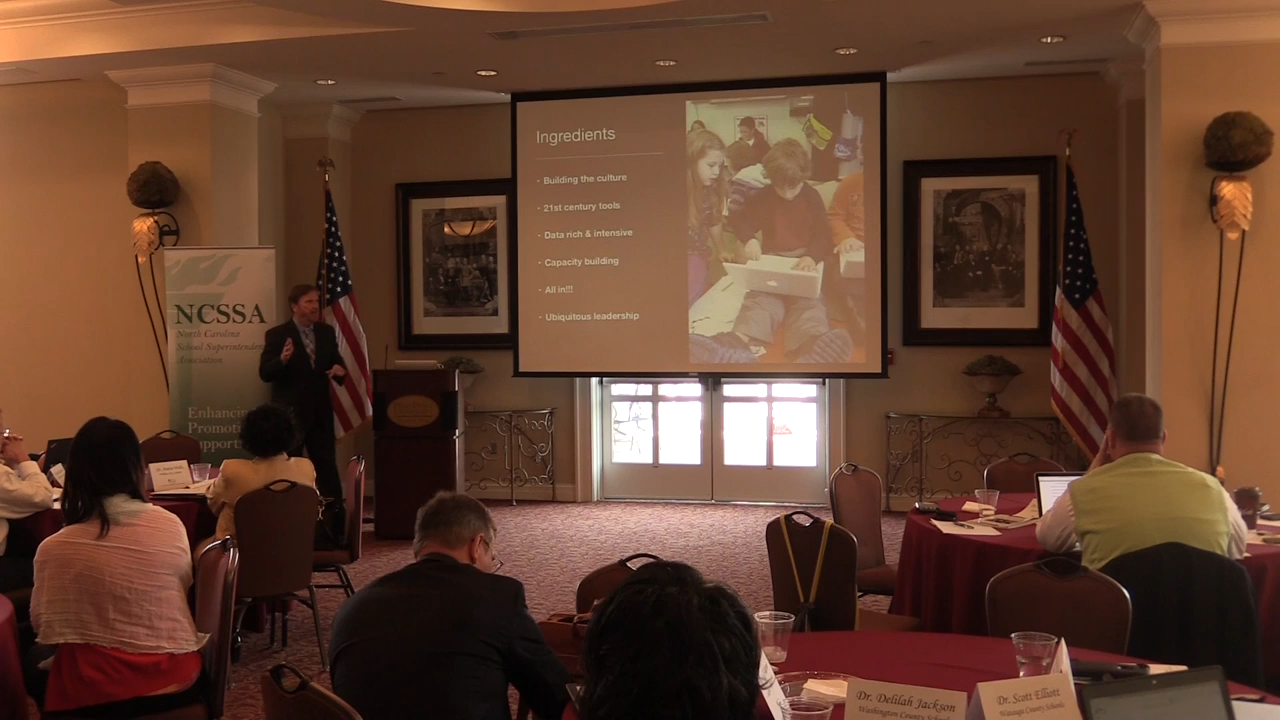 Ingredients
- Building the culture
- 21st century tools
- Data rich & intensive
- Capacity building
- All in!!!
- Ubiquitous leadership
NCSSA
North Carolina
School Superintendents
Association
Enhancing
Promoti
upport
Dr. Delilah Jackson
Washington County Schools
Dr. Scott Elliott
Watauga County Schools